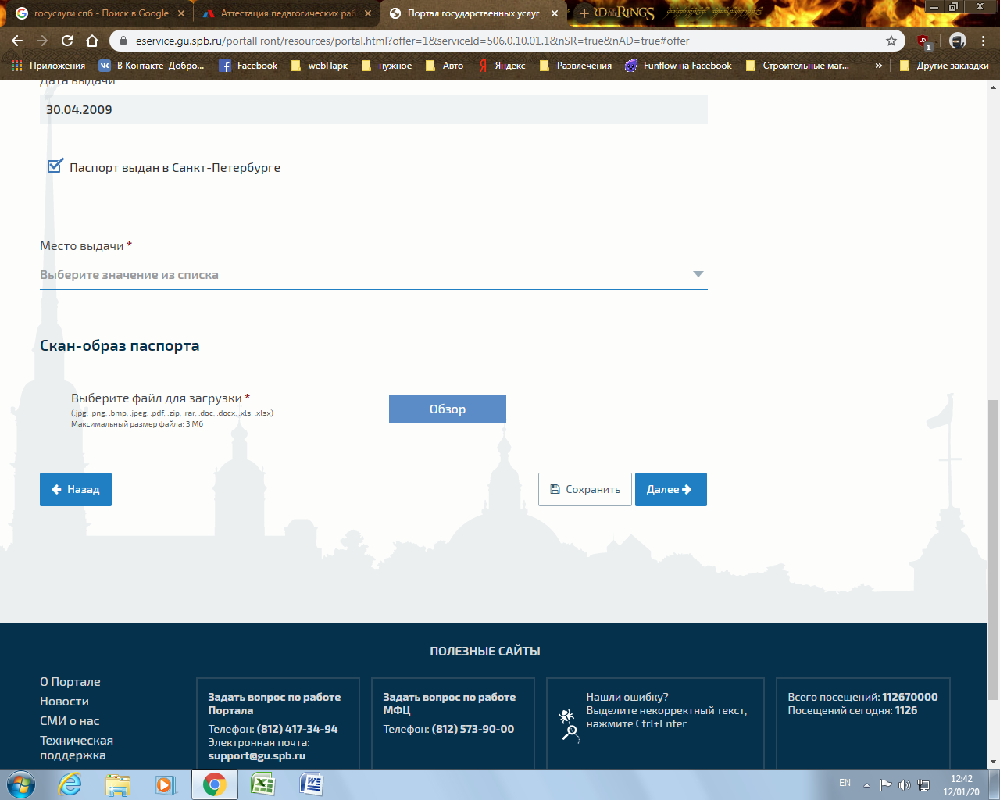 госуслуги спб - Поиск в Google
Аттестация педагогических раб
Портал государственных услуг
RD OF THE RINGS
eservice.gu.spb.ru/portalFront/resources/portal.html?offer=1&serviceId=506.0.10.01.1&nSR=true&nAD=true#offer
1
Приложения
В Контакте Добро...
Facebook
webПарк
нужное
Авто
Яндекс
Развлечения
Funflow на Facebook
Строительные маг...
»
Другие закладки
Дата выдачи
30.04.2009
Паспорт выдан в Санкт-Петербурге
Место выдачи *
Выберите значение из списка
Скан-образ паспорта
Выберите файл для загрузки *
(.jpg, .png, .bmp, .jpeg, .pdf, .zip, .rar, .doc, .docx, .xls, .xlsx)
Максимальный размер файла: 3 Мб
Обзор
Назад
Сохранить
Далее
ПОЛЕЗНЫЕ САЙТЫ
О Портале
Новости
СМИ о нас
Техническая
поддержка
Задать вопрос по работе
Портала
Телефон: (812) 417-34-94
Электронная почта:
support@gu.spb.ru
Задать вопрос по работе
МФЦ
Телефон: (812) 573-90-00
Нашли ошибку?
Выделите некорректный текст,
нажмите Ctrl+Enter
Всего посещений: 112670000
Посещений сегодня: 1126
EN
12:42
12/01/20